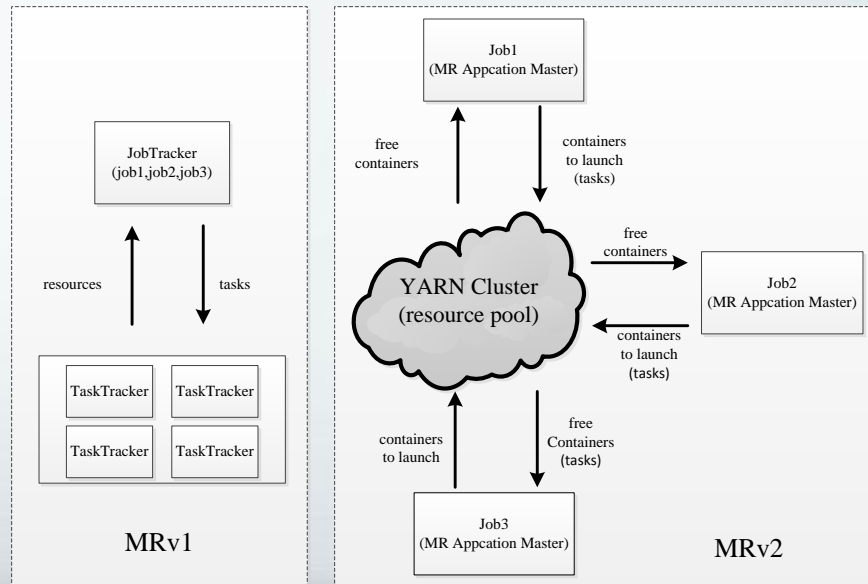 JobTracker
(job1,job2,job3)
resources
tasks
TaskTracker
TaskTracker
TaskTracker
TaskTracker
MRv1
Job1
(MR Appcation Master)
free
containers
containers
to launch
(tasks)
YARN Cluster
(resource pool)
free
containers
Job2
(MR Appcation Master)
containers
to launch
(tasks)
containers
to launch
free
Containers
(tasks)
Job3
(MR Appcation Master)
MRv2